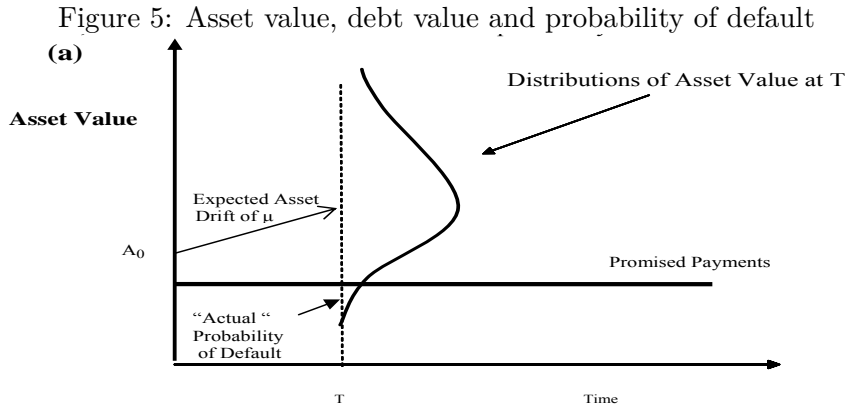 Figure 5: Asset value, debt value and probability of default
(a)
Distributions of Asset Value at T
Asset Value
Expected Asset
Drift of μ
A0
Promised Payments
“Actual “
Probability
of Default
T
Time